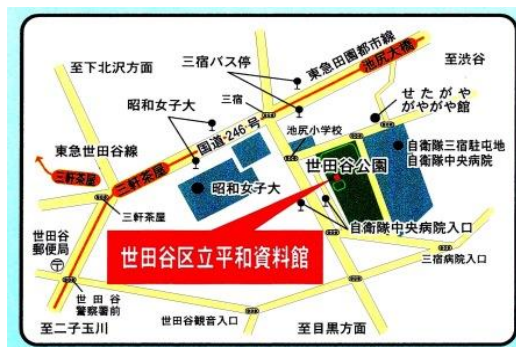 至下北沢方面
三宿バス停
東急田園都市線
池尻大橋
至渋谷
昭和女子大
三宿
せたがや
がやがや館
国道246号
池尻小学校
東急世田谷線
自衛隊三宿駐屯地
自衛隊中央病院
世田谷公園
三軒茶屋
三軒茶屋
昭和女子大
三軒茶屋
自衛隊中央病院入口
世田谷
郵便局
世田谷区立平和資料館
三宿病院入口
世田谷
警察署前
世田谷観音入口
至二子玉川
至目黒方面